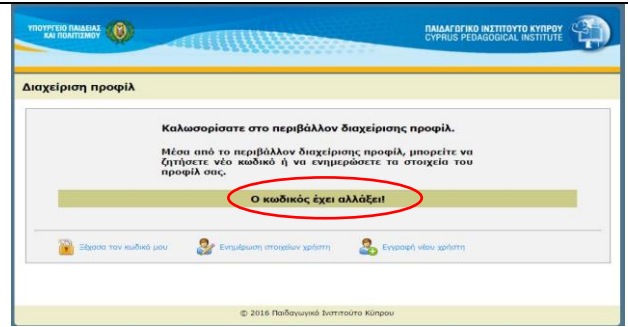 ΥΠΟΥΡΓΕΙΟ ΠΑΙΔΕΙΑΣ
ΚΑΙ ΠΟΛΙΤΙΣΜΟΥ
ΠΑΙΔΑΓΩΓΙΚΟ ΙΝΣΤΙΤΟΥΤΟ ΚΥΠΡΟΥ
CYPRUS PEDAGOGICAL INSTITUTE
Διαχείριση προφίλ
Καλωσορίσατε στο περιβάλλον διαχείρισης προφίλ.
Μέσα από το περιβάλλον διαχείρισης προφίλ, μπορείτε να
ζητήσετε νέο κωδικό ή να ενημερώσετε τα στοιχεία του
προφίλ σας.
Ο κωδικός έχει αλλάξει!
Ξέχασα τον κωδικό μου
Ενημέρωση στοιχείων χρήστη
Εγγραφή νέου χρήστη
© 2016 Παιδαγωγικό Ινστιτούτο Κύπρου